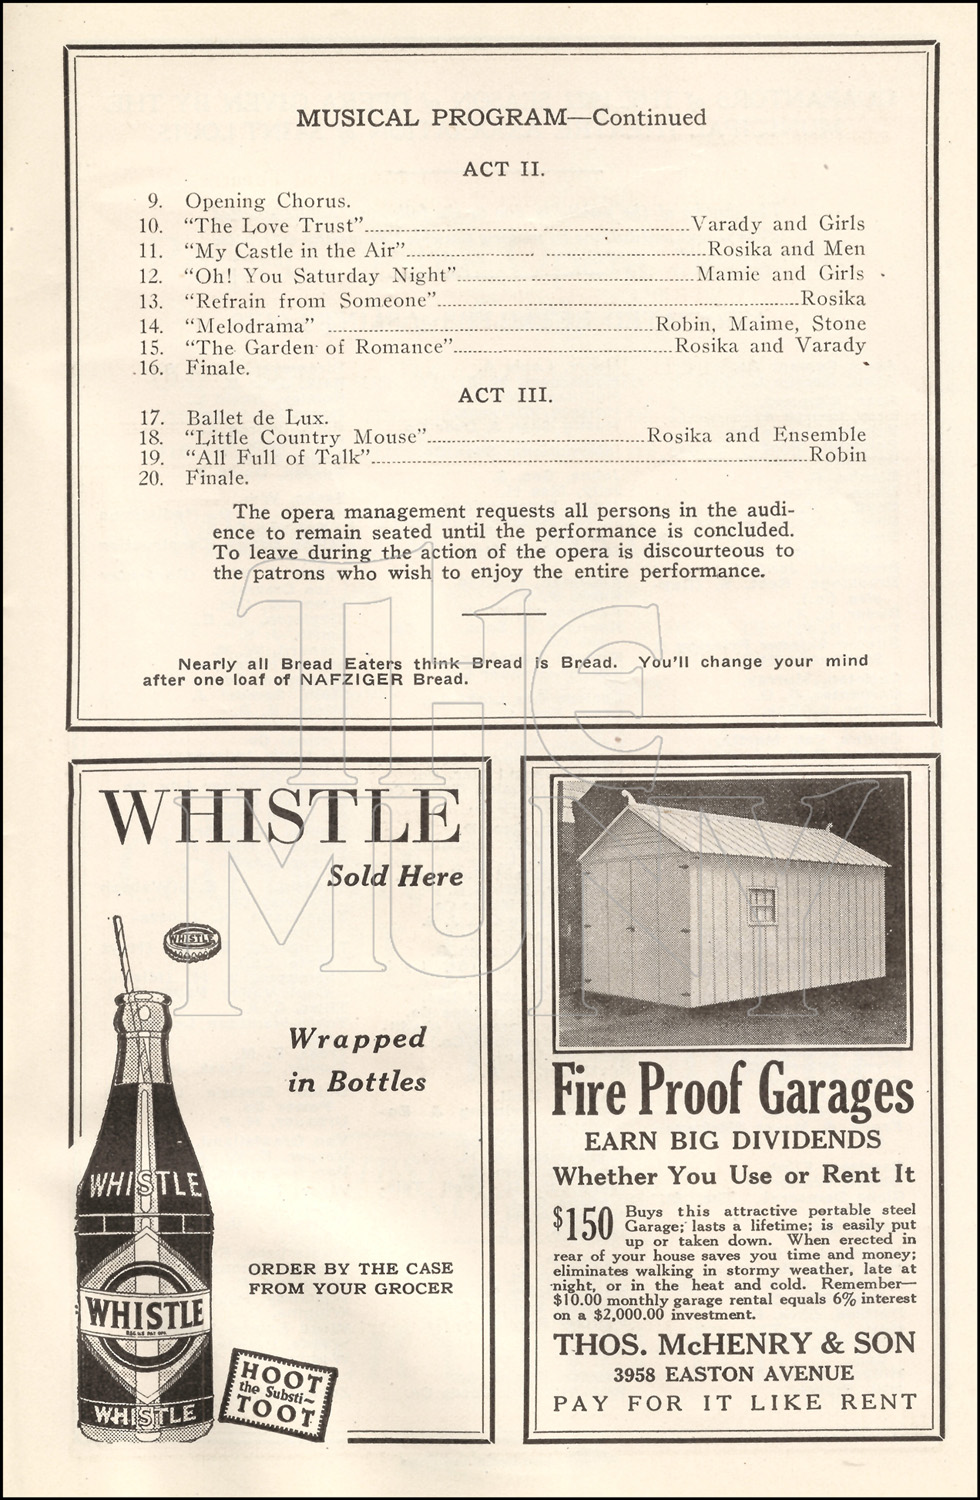 MUSICAL PROGRAM—Continued
ACT II.
9. Opening Chorus.
10. “The Love Trust” Varady and Girls
11. “My Castle in the Air” Rosika and Men
12. “Oh! You Saturday Night” Mamie and Girls
13. “Refrain from Someone” Rosika
14. “Melodrama” Robin, Maime, Stone
15. “The Garden of Romance” Rosika and Varady
16. Finale.
ACT III.
17. Ballet de Lux.
18. “Little Country Mouse” Rosika and Ensemble
19. “All Full of Talk” Robin
20. Finale.
The opera management requests all persons in the audi-
ence to remain seated until the performance is concluded.
To leave during the action of the opera is discourteous to
the patrons who wish to enjoy the entire performance.
Nearly all Bread Eaters think Bread is Bread. You'll change your mind
after one loaf of NAFZIGER Bread.
THE
MUNY
WHISTLE
Sold Here
WHISTLE
Wrapped
in Bottles
WHISTLE
ORDER BY THE CASE
FROM YOUR GROCER
WHISTLE
REG US PAT OFF.
WHISTLE
HOOT
the Substi-
TOOT
Fire Proof Garages
EARN BIG DIVIDENDS
Whether You Use or Rent It
$150 Buys this attractive portable steel
Garage; lasts a lifetime; is easily put
up or taken down. When erected in
rear of your house saves you time and money;
eliminates walking in stormy weather, late at
night, or in the heat and cold. Remember—
$10.00 monthly garage rental equals 6% interest
on a $2,000.00 investment.
THOS. McHENRY & SON
3958 EASTON AVENUE
PAY FOR IT LIKE RENT